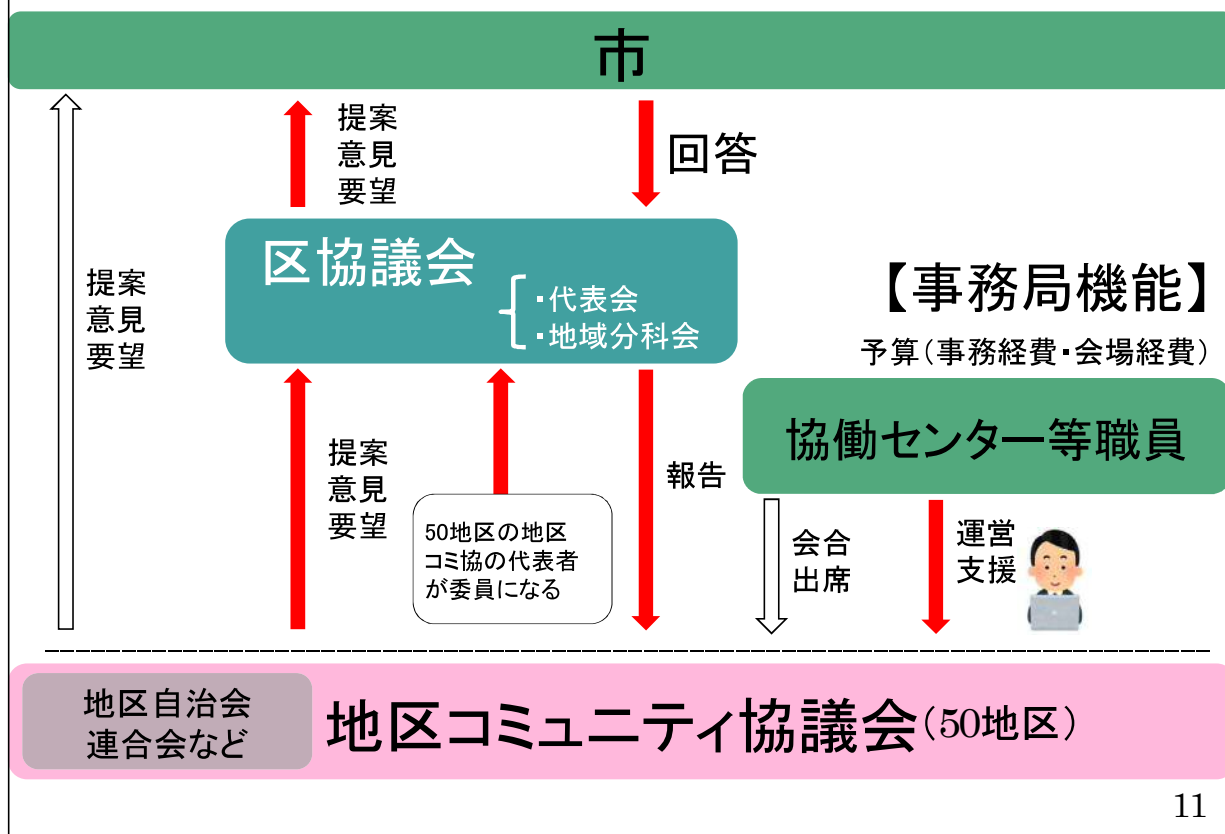 市
提案
意見
要望
回答
提案
意見
要望
区協議会
・代表会
・地域分科会
【事務局機能】
予算(事務経費・会場経費)
協働センター等職員
提案
意見
要望
50地区の地区
コミ協の代表者
が委員になる
報告
会合
出席
運営
支援
地区自治会
連合会など
地区コミュニティ協議会(50地区)
11